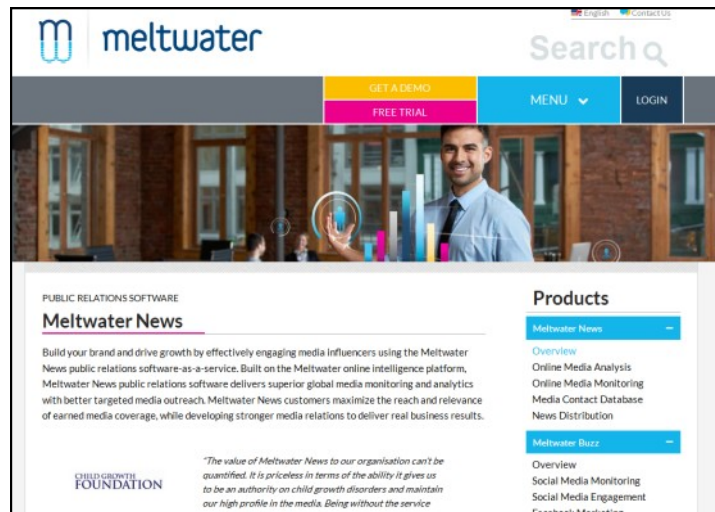 English Contact Us
meltwater
Search
GET A DEMO
FREE TRIAL
MENU
LOGIN
PUBLIC RELATIONS SOFTWARE
Meltwater News
Build your brand and drive growth by effectively engaging media influencers using the Meltwater
News public relations software-as-a-service. Built on the Meltwater online intelligence platform,
Meltwater News public relations software delivers superior global media monitoring and analytics
with better targeted media outreach. Meltwater News customers maximize the reach and relevance
of earned media coverage, while developing stronger media relations to deliver real business results.
CHILD GROWTH
FOUNDATION
"The value of Meltwater News to our organisation can't be
quantified. It is priceless in terms of the ability it gives us
to be an authority on child growth disorders and maintain
our high profile in the media. Being without the service
Products
Meltwater News
Overview
Online Media Analysis
Online Media Monitoring
Media Contact Database
News Distribution
Meltwater Buzz
Overview
Social Media Monitoring
Social Media Engagement
Facebook Marketing